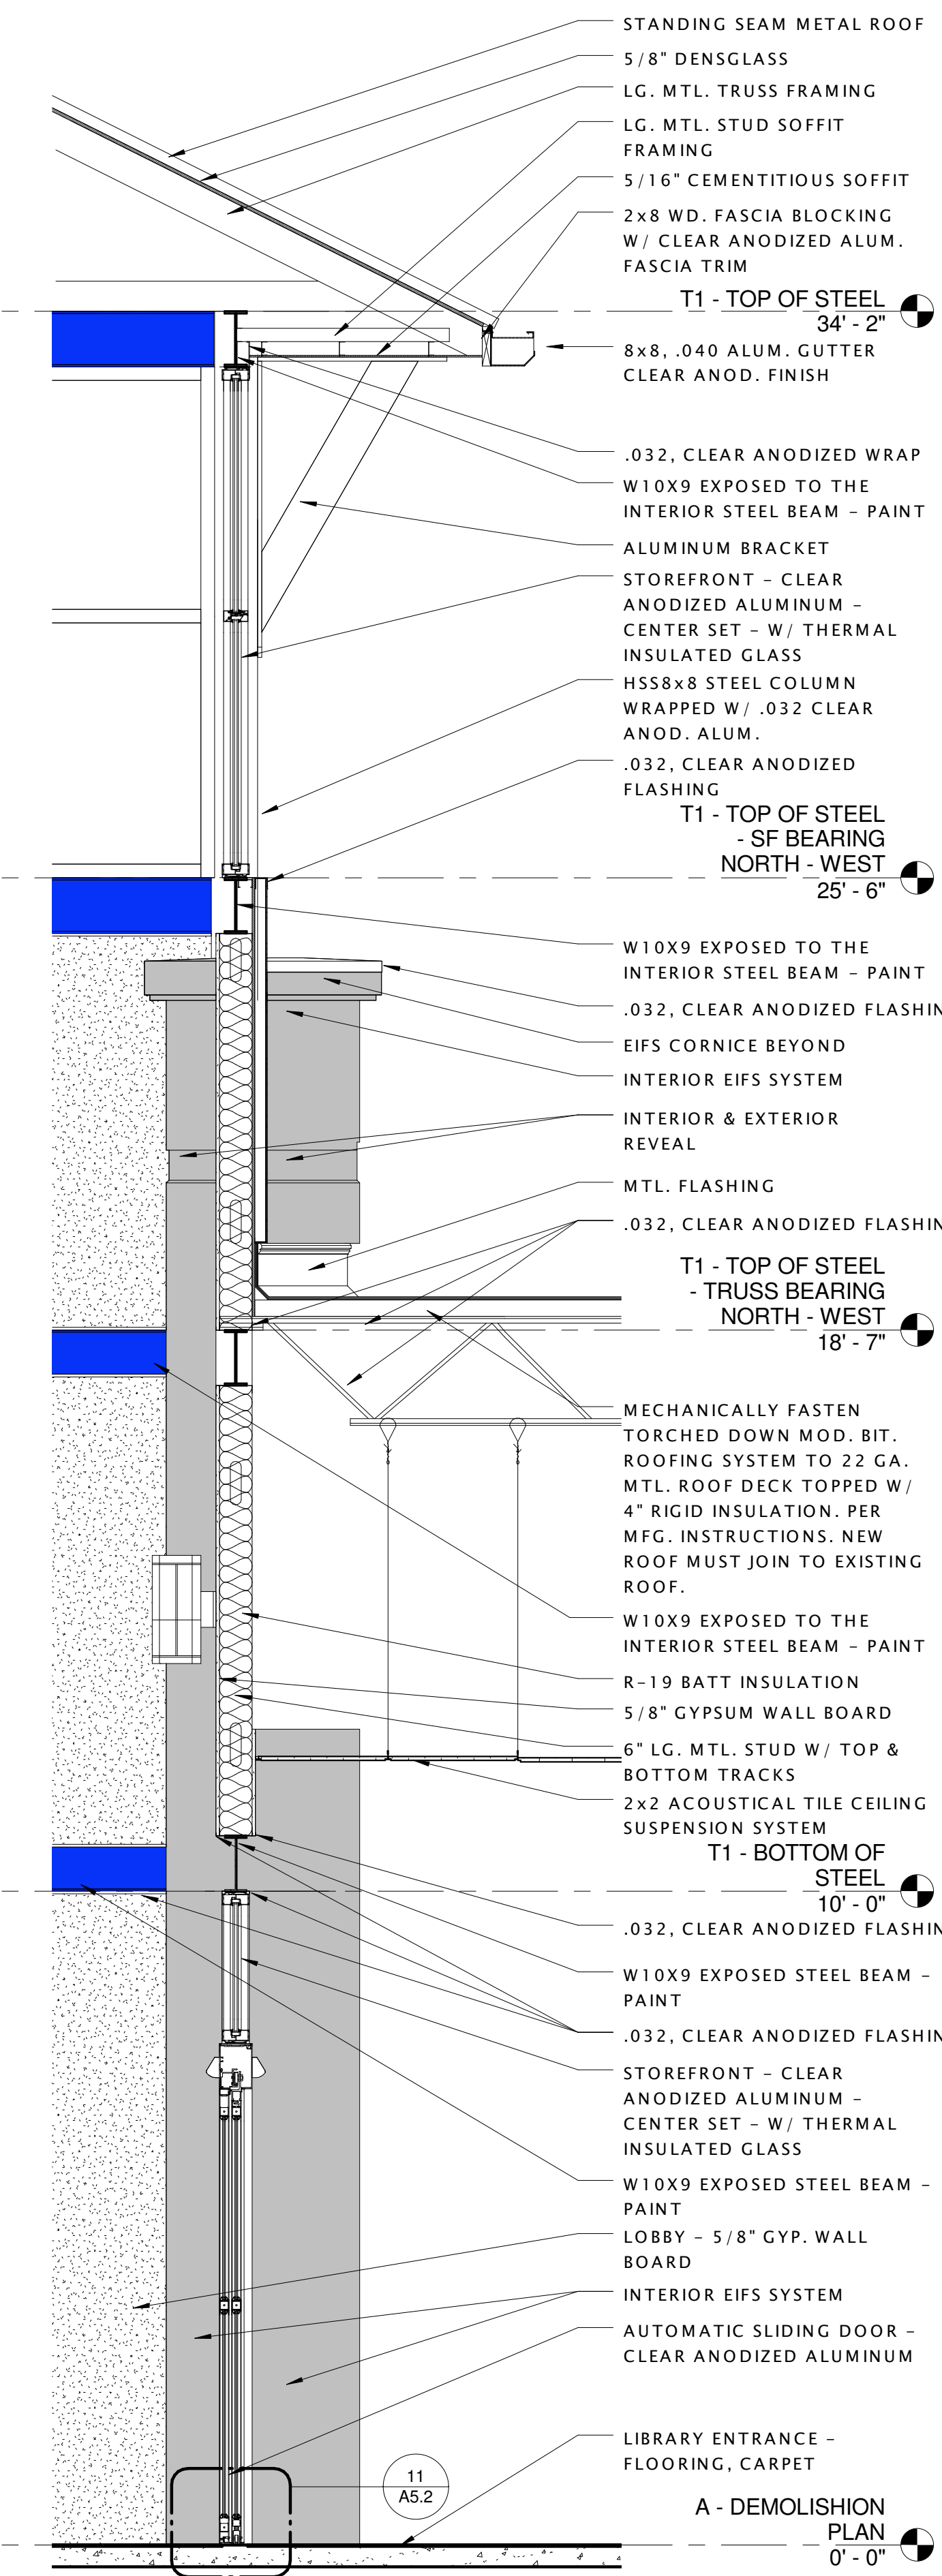 STANDING SEAM METAL ROOF
5/8" DENSGLASS
LG. MTL. TRUSS FRAMING
LG. MTL. STUD SOFFIT
FRAMING
5/16" CEMENTITIOUS SOFFIT
2x8 WD. FASCIA BLOCKING
W/ CLEAR ANODIZED ALUM.
FASCIA TRIM
T1 - TOP OF STEEL
34' - 2"
8x8, .040 ALUM. GUTTER
CLEAR ANOD. FINISH
.032, CLEAR ANODIZED WRAP
W10X9 EXPOSED TO THE
INTERIOR STEEL BEAM – PAINT
ALUMINUM BRACKET
STOREFRONT – CLEAR
ANODIZED ALUMINUM –
CENTER SET – W/ THERMAL
INSULATED GLASS
HSS8x8 STEEL COLUMN
WRAPPED W/ .032 CLEAR
ANOD. ALUM.
.032, CLEAR ANODIZED
FLASHING
T1 - TOP OF STEEL
- SF BEARING
NORTH - WEST
25' - 6"
W10X9 EXPOSED TO THE
INTERIOR STEEL BEAM – PAINT
.032, CLEAR ANODIZED FLASHIN
EIFS CORNICE BEYOND
INTERIOR EIFS SYSTEM
INTERIOR & EXTERIOR
REVEAL
MTL. FLASHING
.032, CLEAR ANODIZED FLASHIN
T1 - TOP OF STEEL
- TRUSS BEARING
NORTH - WEST
18' - 7"
MECHANICALLY FASTEN
TORCHED DOWN MOD. BIT.
ROOFING SYSTEM TO 22 GA.
MTL. ROOF DECK TOPPED W/
4" RIGID INSULATION. PER
MFG. INSTRUCTIONS. NEW
ROOF MUST JOIN TO EXISTING
ROOF.
W10X9 EXPOSED TO THE
INTERIOR STEEL BEAM – PAINT
R–19 BATT INSULATION
5/8" GYPSUM WALL BOARD
6" LG. MTL. STUD W/ TOP &
BOTTOM TRACKS
2x2 ACOUSTICAL TILE CEILING
SUSPENSION SYSTEM
T1 - BOTTOM OF
STEEL
10' - 0"
.032, CLEAR ANODIZED FLASHIN
W10X9 EXPOSED STEEL BEAM –
PAINT
.032, CLEAR ANODIZED FLASHIN
STOREFRONT – CLEAR
ANODIZED ALUMINUM –
CENTER SET – W/ THERMAL
INSULATED GLASS
W10X9 EXPOSED STEEL BEAM –
PAINT
LOBBY – 5/8" GYP. WALL
BOARD
INTERIOR EIFS SYSTEM
AUTOMATIC SLIDING DOOR –
CLEAR ANODIZED ALUMINUM
LIBRARY ENTRANCE –
FLOORING, CARPET
11
A5.2
A - DEMOLISHION
PLAN
0' - 0"